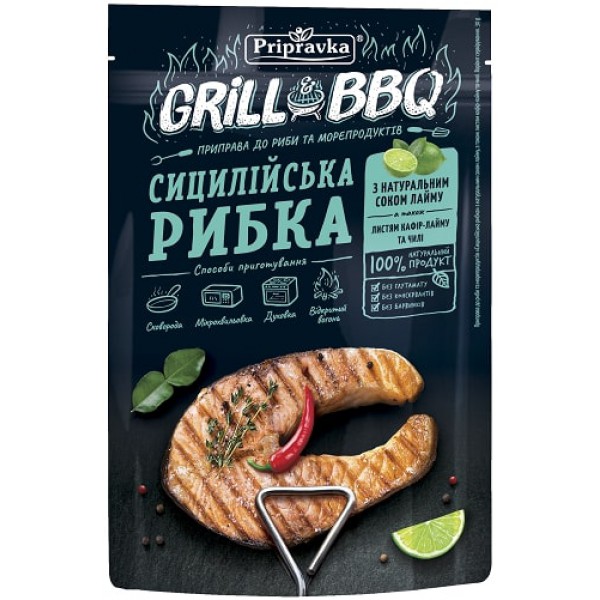 Pripravka®
GRILL & BBQ
ПРИПРАВА ДО РИБИ ТА МОРЕПРОДУКТІВ
СИЦИЛІЙСЬКА
РИБКА
З НАТУРАЛЬНИМ
СОКОМ ЛАЙМУ
а також
ЛИСТЯМ КАФІР-ЛАЙМУ
ТА ЧИЛІ
100% НАТУРАЛЬНИЙ
ПРОДУКТ
БЕЗ ГЛУТАМАТУ
БЕЗ КОНСЕРВАНТІВ
БЕЗ БАРВНИКІВ
Способи приготування
Сковорода
Мікрохвильовка
Духовка
Відкритий
вогонь